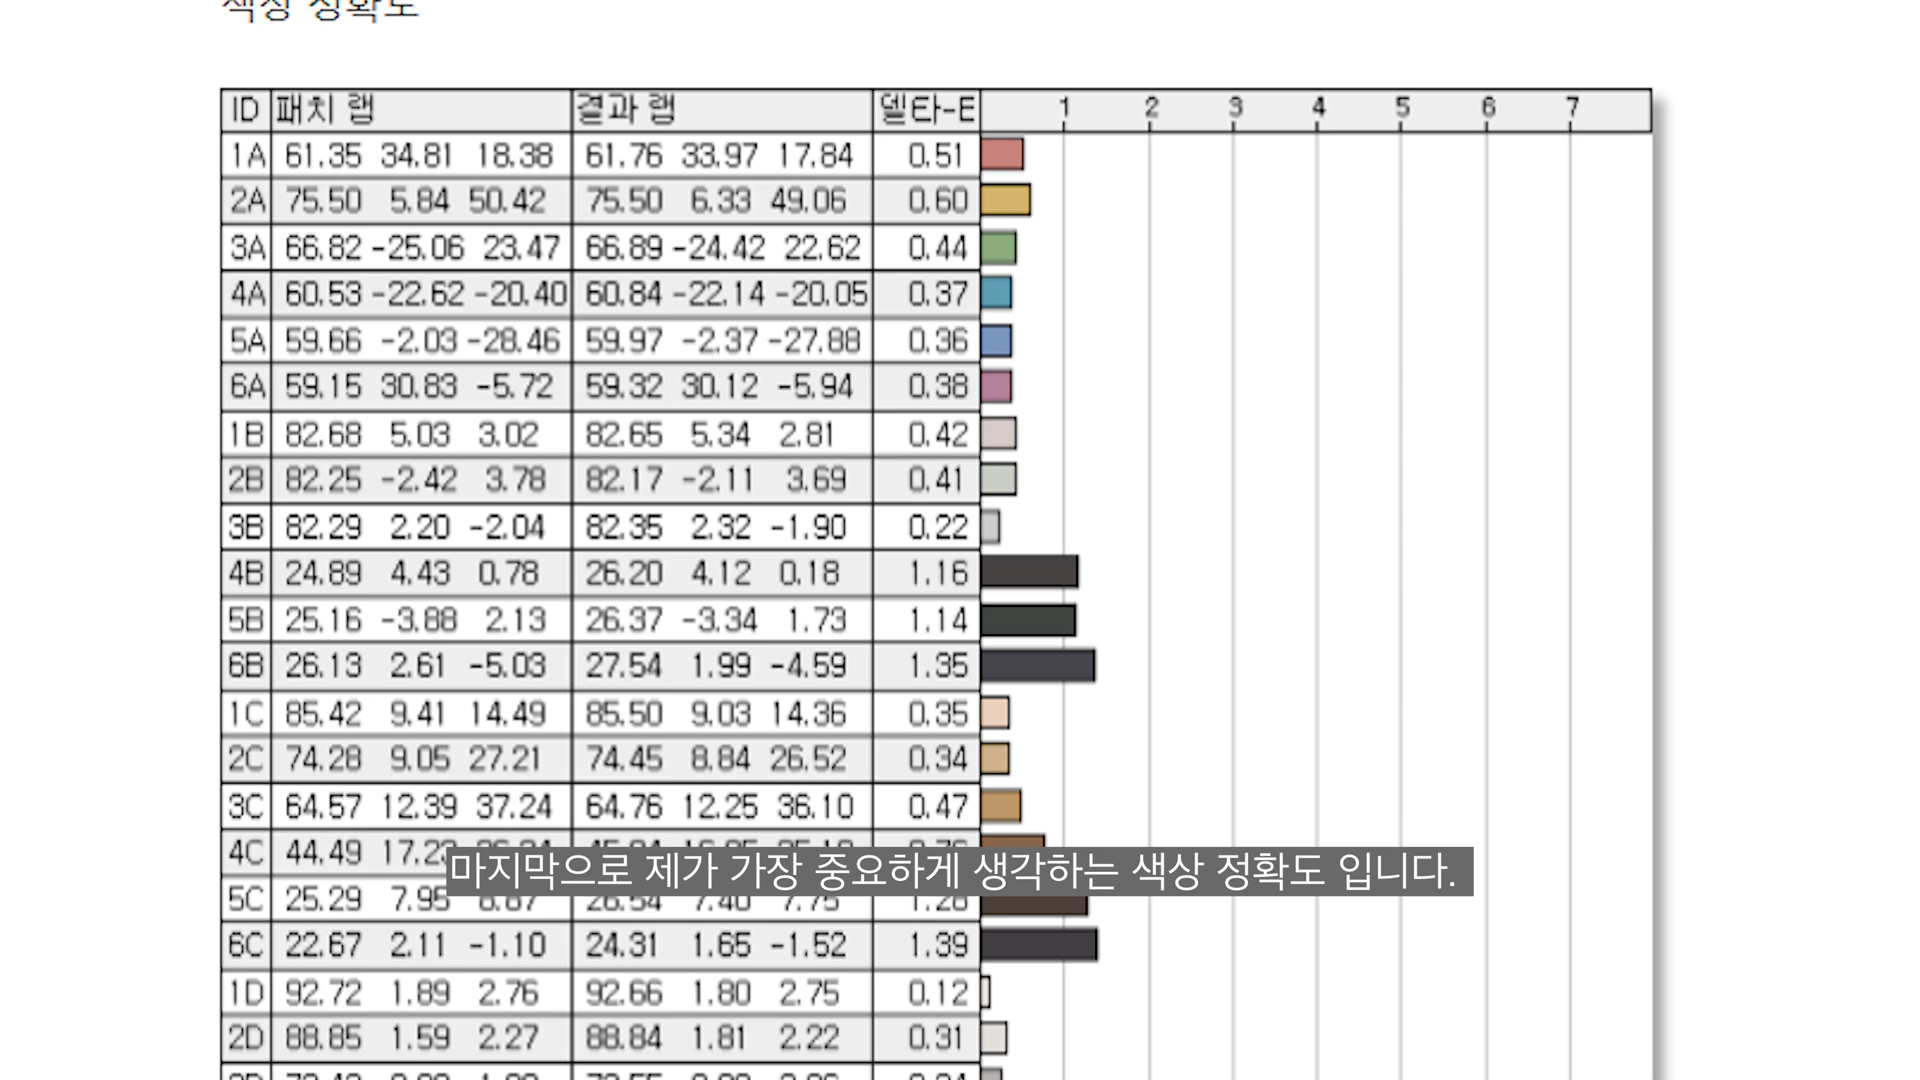 색상 정확도
ID 패치 랩 결과 랩 델타-E 1 2 3 4 5 6 7
1A 61.35 34.81 18.38 61.76 33.97 17.84 0.51
2A 75.50 5.84 50.42 75.50 6.33 49.06 0.60
3A 66.82 -25.06 23.47 66.89 -24.42 22.62 0.44
4A 60.53 -22.62 -20.40 60.84 -22.14 -20.05 0.37
5A 59.66 -2.03 -28.46 59.97 -2.37 -27.88 0.36
6A 59.15 30.83 -5.72 59.32 30.12 -5.94 0.38
1B 82.68 5.03 3.02 82.65 5.34 2.81 0.42
2B 82.25 -2.42 3.78 82.17 -2.11 3.69 0.41
3B 82.29 2.20 -2.04 82.35 2.32 -1.90 0.22
4B 24.89 4.43 0.78 26.20 4.12 0.18 1.16
5B 25.16 -3.88 2.13 26.37 -3.34 1.73 1.14
6B 26.13 2.61 -5.03 27.54 1.99 -4.59 1.35
1C 85.42 9.41 14.49 85.50 9.03 14.36 0.35
2C 74.28 9.05 27.21 74.45 8.84 26.52 0.34
3C 64.57 12.39 37.24 64.76 12.25 36.10 0.47
4C 44.49
마지막으로 제가 가장 중요하게 생각하는 색상 정확도 입니다.
5C 25.29 7.95 26.54 7.40 7.75 1.28
6C 22.67 2.11 -1.10 24.31 1.65 -1.52 1.39
1D 92.72 1.89 2.76 92.66 1.80 2.75 0.12
2D 88.85 1.59 2.27 88.84 1.81 2.22 0.31